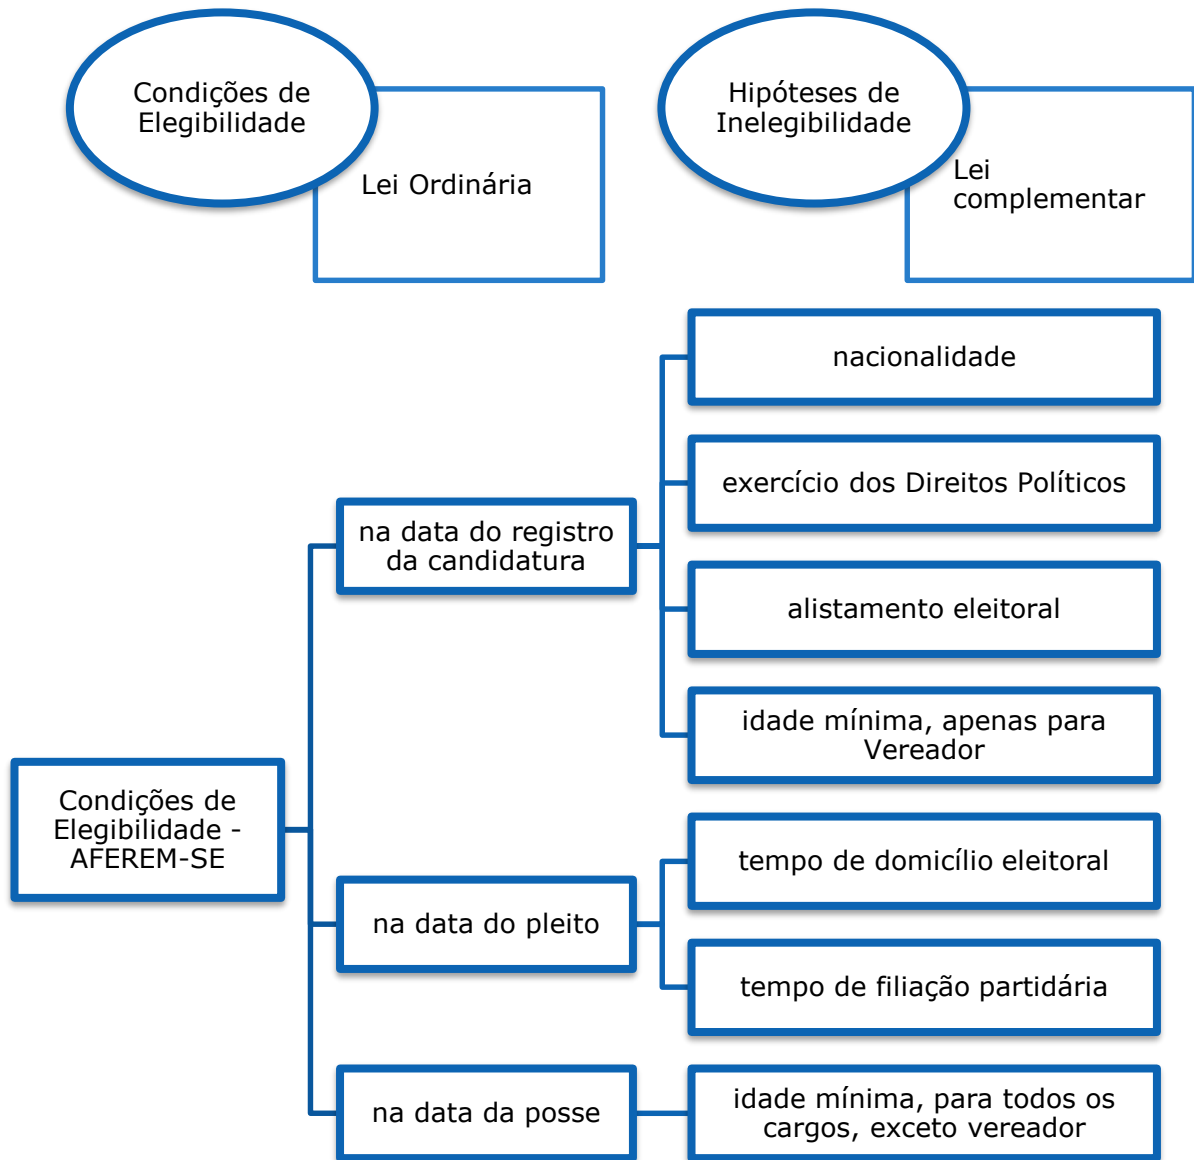 Condições de
Elegibilidade
Lei Ordinária
Hipóteses de
Inelegibilidade
Lei
complementar
Condições de
Elegibilidade -
AFEREM-SE
na data do registro
da candidatura
nacionalidade
exercício dos Direitos Políticos
alistamento eleitoral
idade mínima, apenas para
Vereador
na data do pleito
tempo de domicílio eleitoral
tempo de filiação partidária
na data da posse
idade mínima, para todos os
cargos, exceto vereador